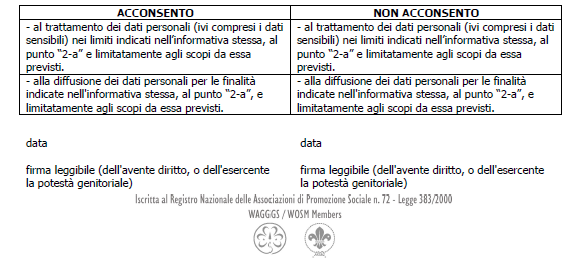 ACCONSENTO
NON ACCONSENTO
- al trattamento dei dati personali (ivi compresi i dati
sensibili) nei limiti indicati nell'informativa stessa, al
punto “2-a” e limitatamente agli scopi da essa
previsti.
- al trattamento dei dati personali (ivi compresi i dati
sensibili) nei limiti indicati nell'informativa stessa, al
punto “2-a” e limitatamente agli scopi da essa
previsti.
- alla diffusione dei dati personali per le finalità
indicate nell'informativa stessa, al punto “2-a”, e
limitatamente agli scopi da essa previsti.
- alla diffusione dei dati personali per le finalità
indicate nell'informativa stessa, al punto “2-a”, e
limitatamente agli scopi da essa previsti.
data
data
firma leggibile (dell'avente diritto, o dell'esercente
la potestà genitoriale)
firma leggibile (dell'avente diritto, o dell'esercente
la potestà genitoriale)
Iscritta al Registro Nazionale delle Associazioni di Promozione Sociale n. 72 - Legge 383/2000
WAGGGS / WOSM Members